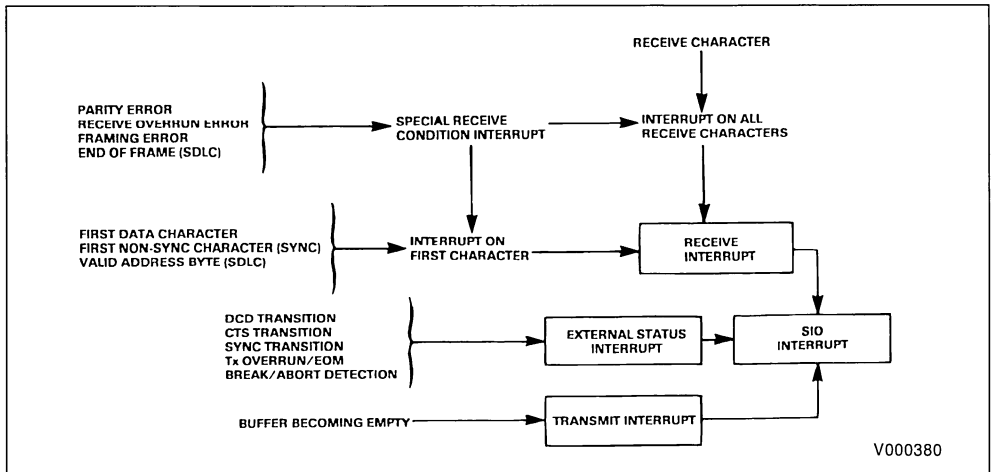 RECEIVE CHARACTER
PARITY ERROR
RECEIVE OVERRUN ERROR
FRAMING ERROR
END OF FRAME (SDLC)
SPECIAL RECEIVE
CONDITION INTERRUPT
INTERRUPT ON ALL
RECEIVE CHARACTERS
FIRST DATA CHARACTER
FIRST NON-SYNC CHARACTER (SYNC)
VALID ADDRESS BYTE (SDLC)
INTERRUPT ON
FIRST CHARACTER
RECEIVE
INTERRUPT
DCD TRANSITION
CTS TRANSITION
SYNC TRANSITION
Tx OVERRUN/EOM
BREAK/ABORT DETECTION
EXTERNAL STATUS
INTERRUPT
SIO
INTERRUPT
BUFFER BECOMING EMPTY
TRANSMIT INTERRUPT
V000380